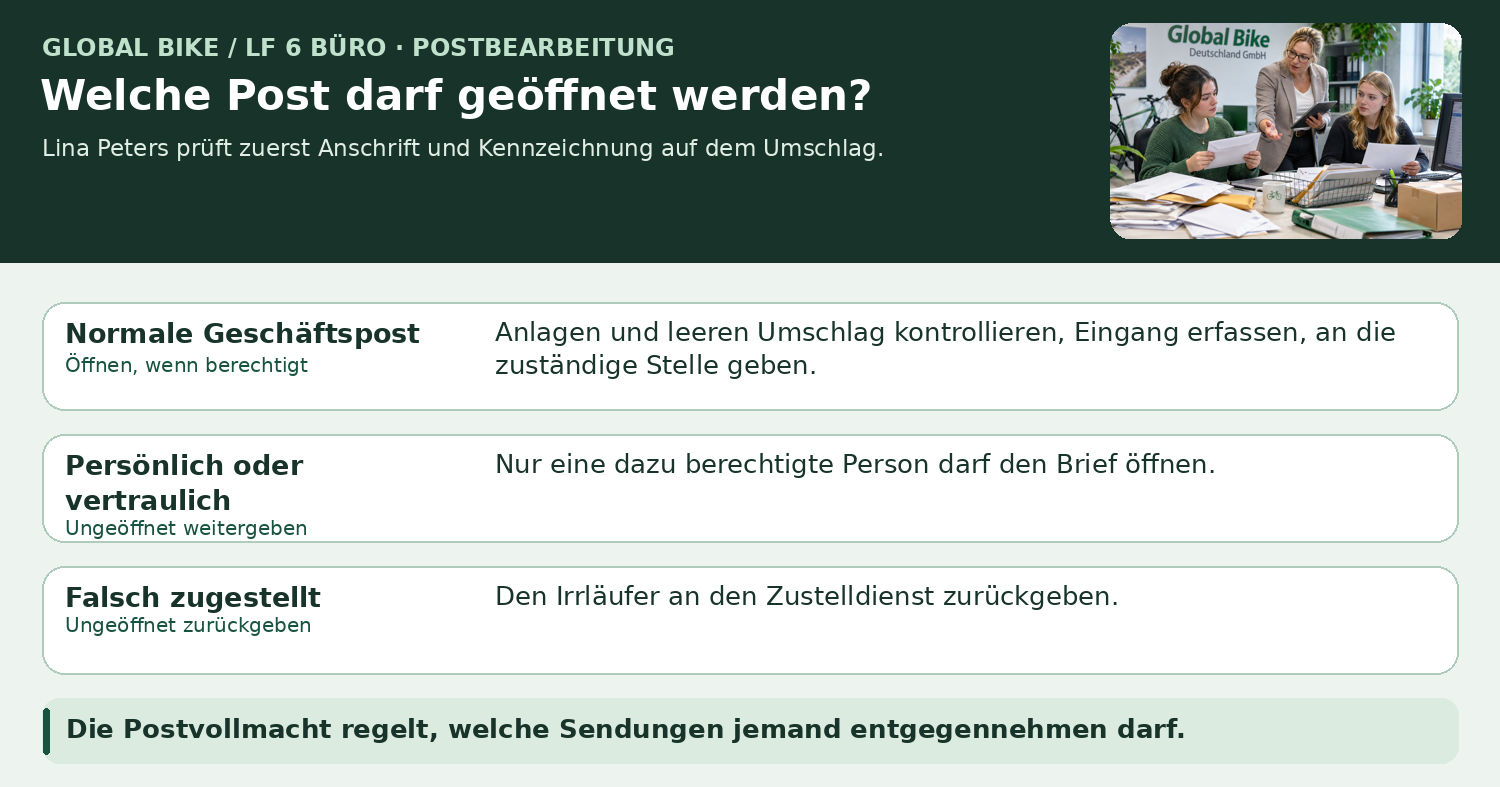 GLOBAL BIKE / LF 6 BÜRO · POSTBEARBEITUNG
Welche Post darf geöffnet werden?
Lina Peters prüft zuerst Anschrift und Kennzeichnung auf dem Umschlag.
Global Bike
Deutschland GmbH
Normale Geschäftspost
Öffnen, wenn berechtigt
Anlagen und leeren Umschlag kontrollieren, Eingang erfassen, an die
zuständige Stelle geben.
Persönlich oder
vertraulich
Ungeöffnet weitergeben
Nur eine dazu berechtigte Person darf den Brief öffnen.
Falsch zugestellt
Ungeöffnet zurückgeben
Den Irrläufer an den Zustelldienst zurückgeben.
Die Postvollmacht regelt, welche Sendungen jemand entgegennehmen darf.